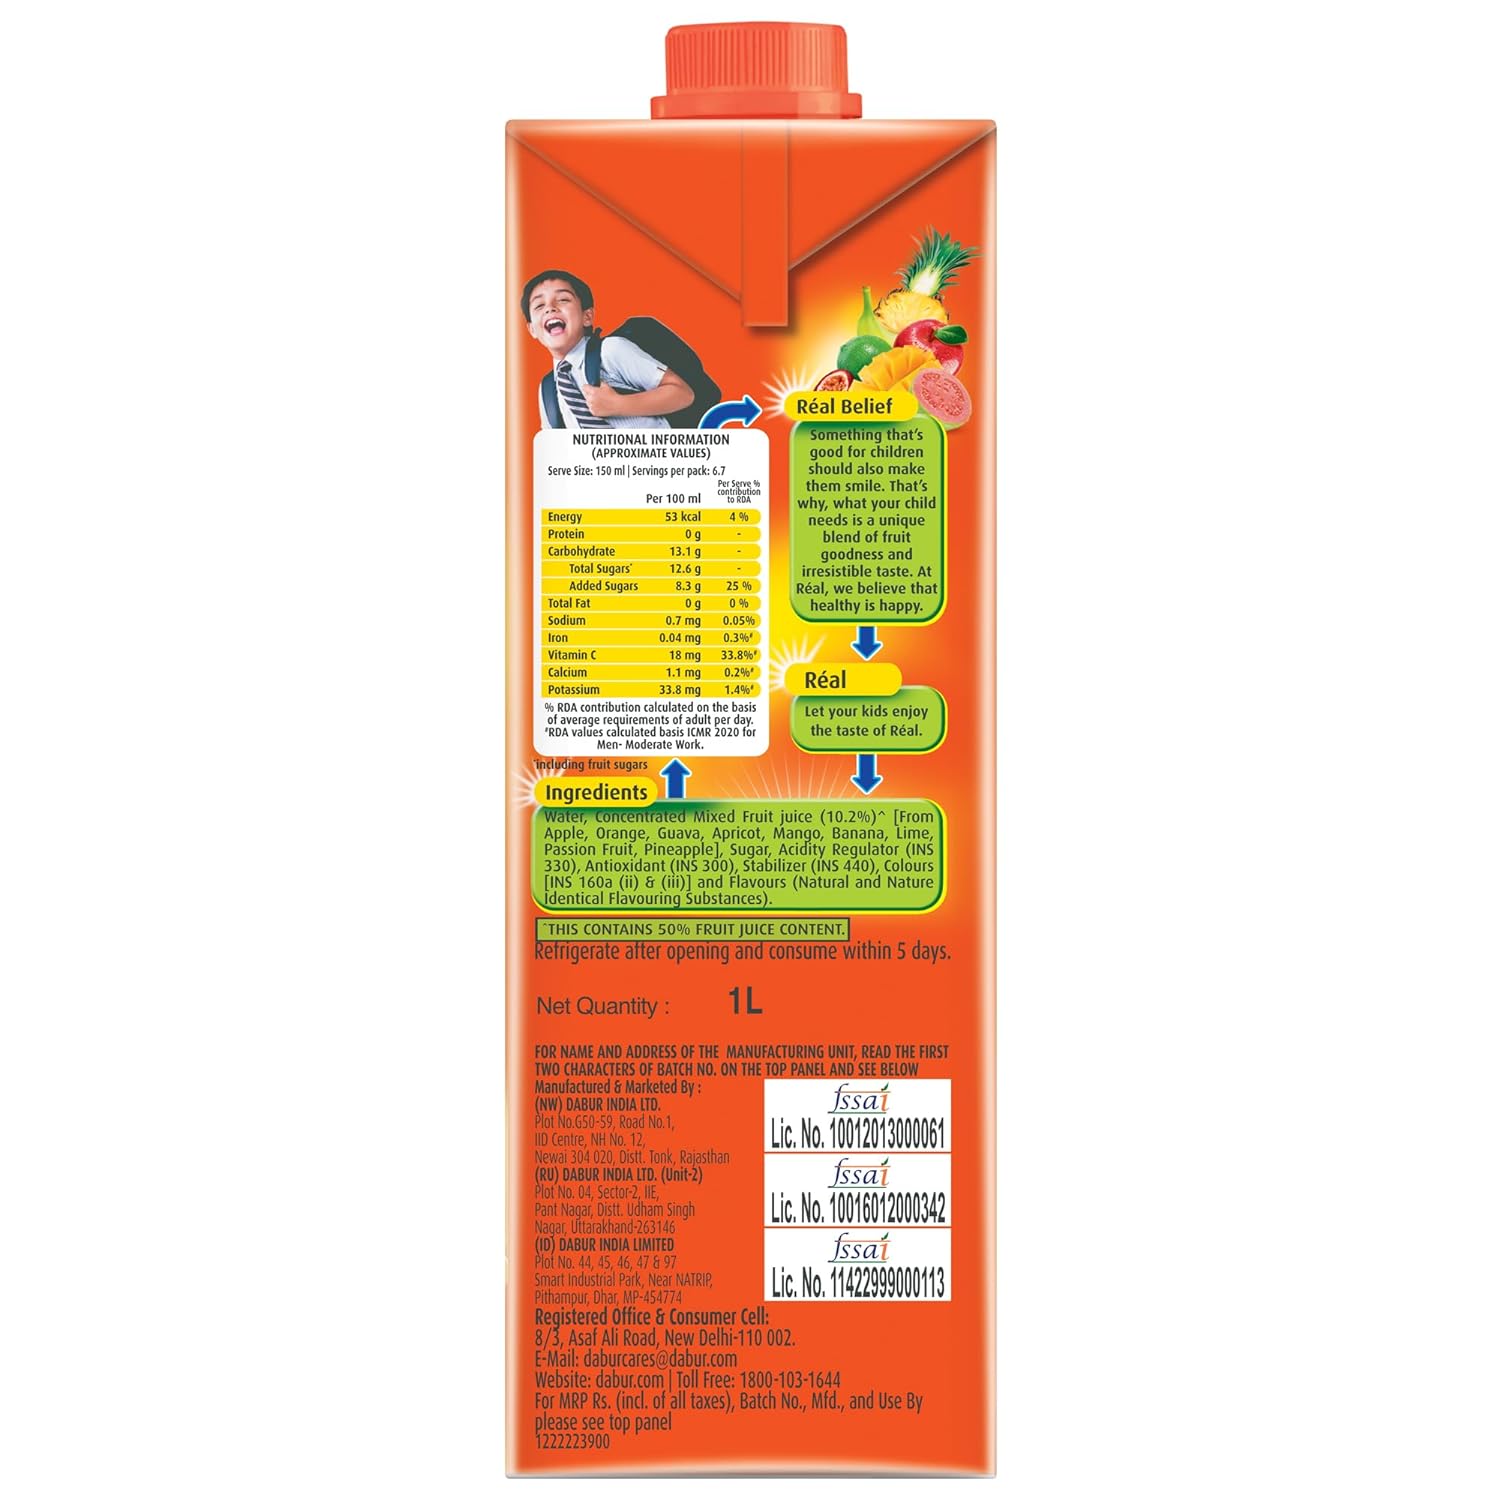 NUTRITIONAL INFORMATION
(APPROXIMATE VALUES)
Serve Size: 150 ml | Servings per pack: 6.7
Per 100 ml
Per Serve %
contribution
to RDA
Energy 53 kcal 4 %
Protein 0 g -
Carbohydrate 13.1 g -
Total Sugars* 12.6 g -
Added Sugars 8.3 g 25 %
Total Fat 0 g 0 %
Sodium 0.7 mg 0.05%
Iron 0.04 mg 0.3%#
Vitamin C 18 mg 33.8%#
Calcium 1.1 mg 0.2%#
Potassium 33.8 mg 1.4%#
% RDA contribution calculated on the basis
of average requirements of adult per day.
#RDA values calculated basis ICMR 2020 for
Men- Moderate Work.
*including fruit sugars
Réal Belief
Something that's
good for children
should also make
them smile. That's
why, what your child
needs is a unique
blend of fruit
goodness and
irresistible taste. At
Réal, we believe that
healthy is happy.
Réal
Let your kids enjoy
the taste of Réal.
Ingredients
Water, Concentrated Mixed Fruit juice (10.2%)^ [From
Apple, Orange, Guava, Apricot, Mango, Banana, Lime,
Passion Fruit, Pineapple], Sugar, Acidity Regulator (INS
330), Antioxidant (INS 300), Stabilizer (INS 440), Colours
[INS 160a (ii) & (iii)] and Flavours (Natural and Nature
Identical Flavouring Substances).
^THIS CONTAINS 50% FRUIT JUICE CONTENT.
Refrigerate after opening and consume within 5 days.
Net Quantity : 1L
FOR NAME AND ADDRESS OF THE MANUFACTURING UNIT, READ THE FIRST
TWO CHARACTERS OF BATCH NO. ON THE TOP PANEL AND SEE BELOW
Manufactured & Marketed By :
(NW) DABUR INDIA LTD.
Plot No.G50-59, Road No.1,
IID Centre, NH No. 12,
Newai 304 020, Distt. Tonk, Rajasthan
(RU) DABUR INDIA LTD. (Unit-2)
Plot No. 04, Sector-2, IIE,
Pant Nagar, Distt. Udham Singh
Nagar, Uttarakhand-263146
(ID) DABUR INDIA LIMITED
Plot No. 44, 45, 46, 47 & 97
Smart Industrial Park, Near NATRIP,
Pithampur, Dhar, MP-454774
fssai
Lic. No. 10012013000061
fssai
Lic. No. 10016012000342
fssai
Lic. No. 11422999000113
Registered Office & Consumer Cell:
8/3, Asaf Ali Road, New Delhi-110 002.
E-Mail: daburcares@dabur.com
Website: dabur.com | Toll Free: 1800-103-1644
For MRP Rs. (incl. of all taxes), Batch No., Mfd., and Use By
please see top panel
1222223900